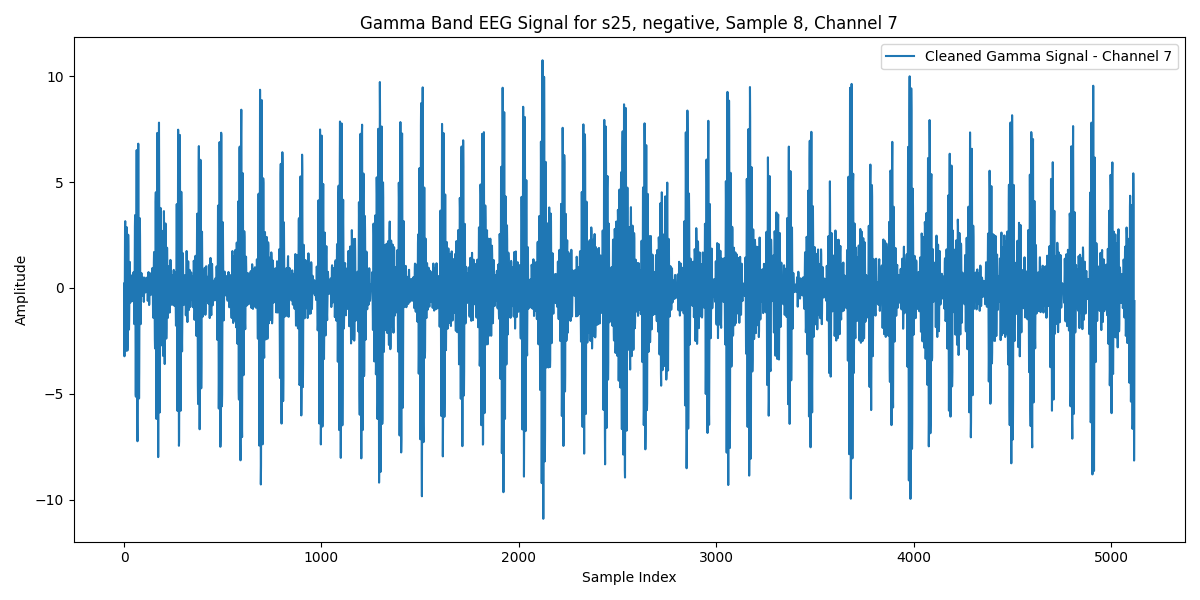 Gamma Band EEG Signal for s25, negative, Sample 8, Channel 7
Cleaned Gamma Signal - Channel 7
10
5
0
−5
−10
Amplitude
0 1000 2000 3000 4000 5000
Sample Index